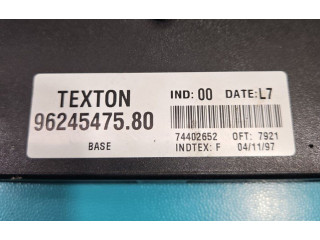 TEXTON IND: 00 DATE: L7
96245475.80
74402652 OFT: 7921
BASE INDTEX: F 04/11/97